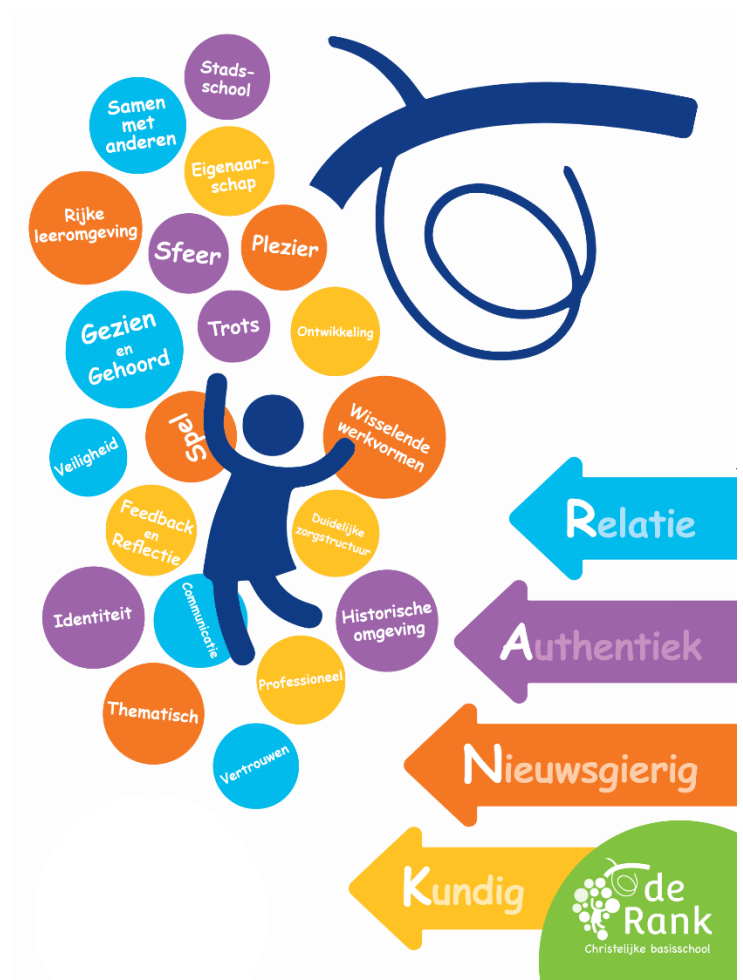 Stads-
school
Samen
met
anderen
Eigenaar-
schap
Rijke
leeromgeving
Sfeer
Plezier
Gezien
en
Gehoord
Trots
Ontwikkeling
Spel
Wisselende
werkvormen
Veiligheid
Feedback
en
Reflectie
Duidelijke
zorgstructuur
Identiteit
Communicatie
Historische
omgeving
Professioneel
Thematisch
Vertrouwen
Relatie
Authentiek
Nieuwsgierig
Kundig
de
Rank
Christelijke basisschool